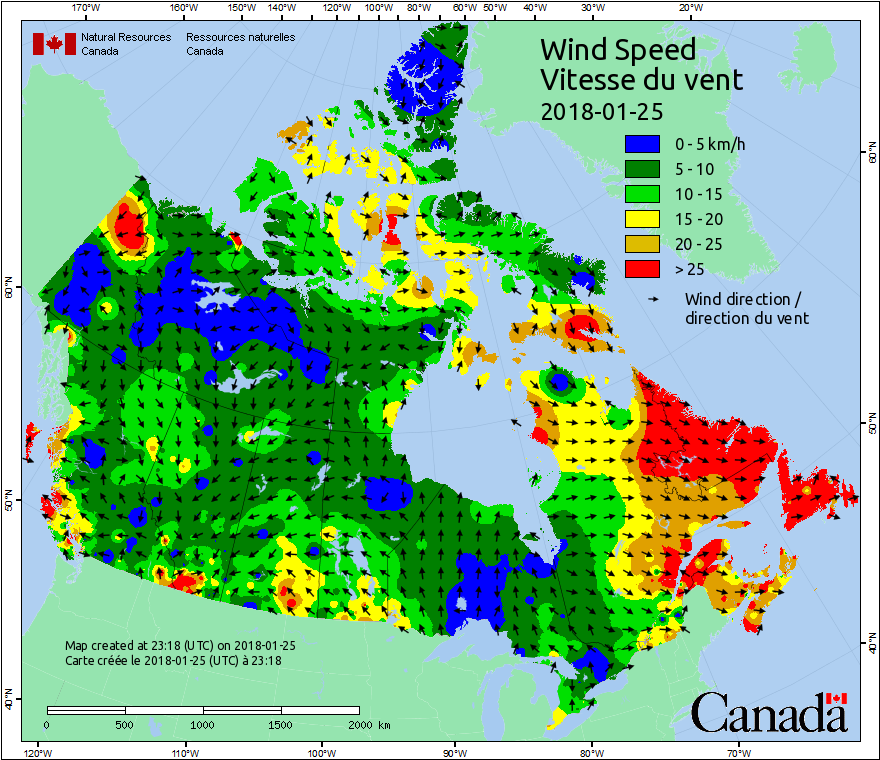 170°W 160°W 150°W 140°W 130°W 120°W 110°W 100°W 90°W 80°W 70°W 60°W 50°W 40°W 30°W 20°W
Natural Resources Canada
Ressources naturelles Canada
Wind Speed
Vitesse du vent
2018-01-25
0 - 5 km/h
5 - 10
10 - 15
15 - 20
20 - 25
> 25
Wind direction /
direction du vent
60°N
60°N
50°N
50°N
40°N
40°N
Map created at 23:18 (UTC) on 2018-01-25
Carte créée le 2018-01-25 (UTC) à 23:18
0 500 1000 1500 2000 km
Canada
120°W 110°W 100°W 90°W 80°W 70°W